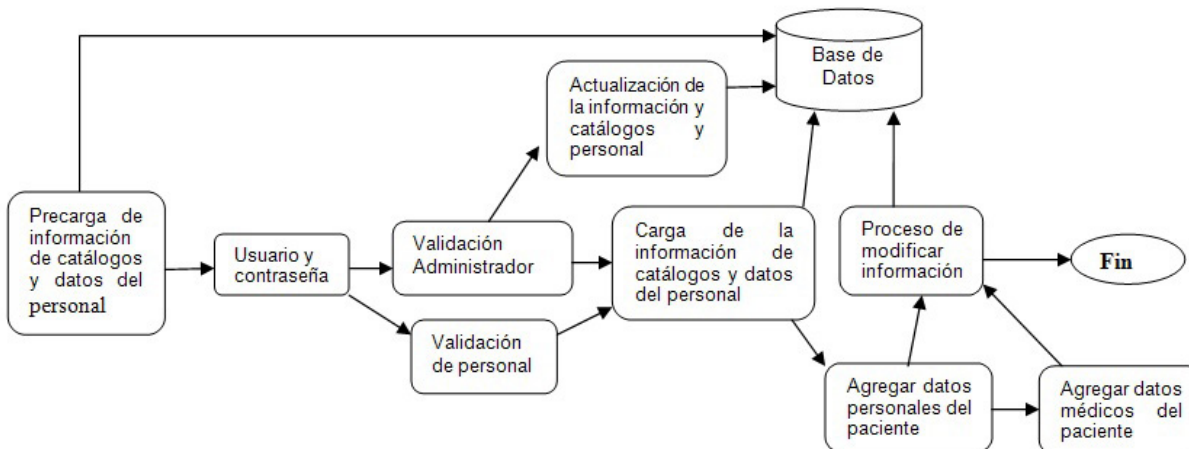 Base de
Datos
Actualización de
la información y
catálogos y
personal
Precarga de
información
de catálogos
y datos del
personal
Usuario y
contraseña
Validación
Administrador
Carga de la
información de
catálogos y datos
del personal
Proceso de
modificar
información
Fin
Validación
de personal
Agregar datos
personales del
paciente
Agregar datos
médicos del
paciente